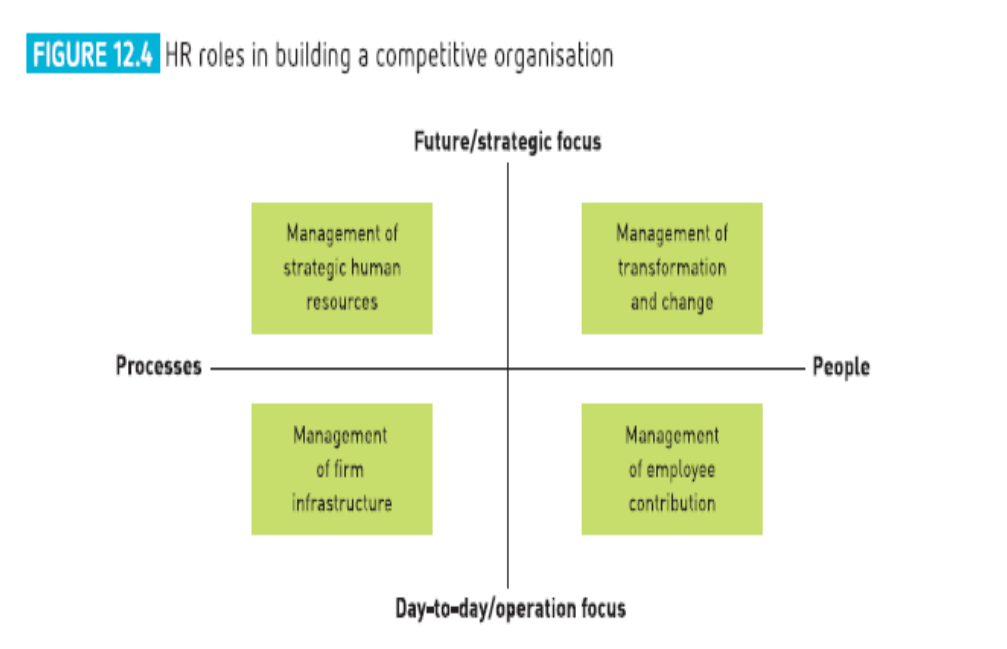 FIGURE 12.4 HR roles in building a competitive organisation
Future/strategic focus
Management of
strategic human
resources
Management of
transformation
and change
Processes
People
Management
of firm
infrastructure
Management
of employee
contribution
Day-to-day/operation focus